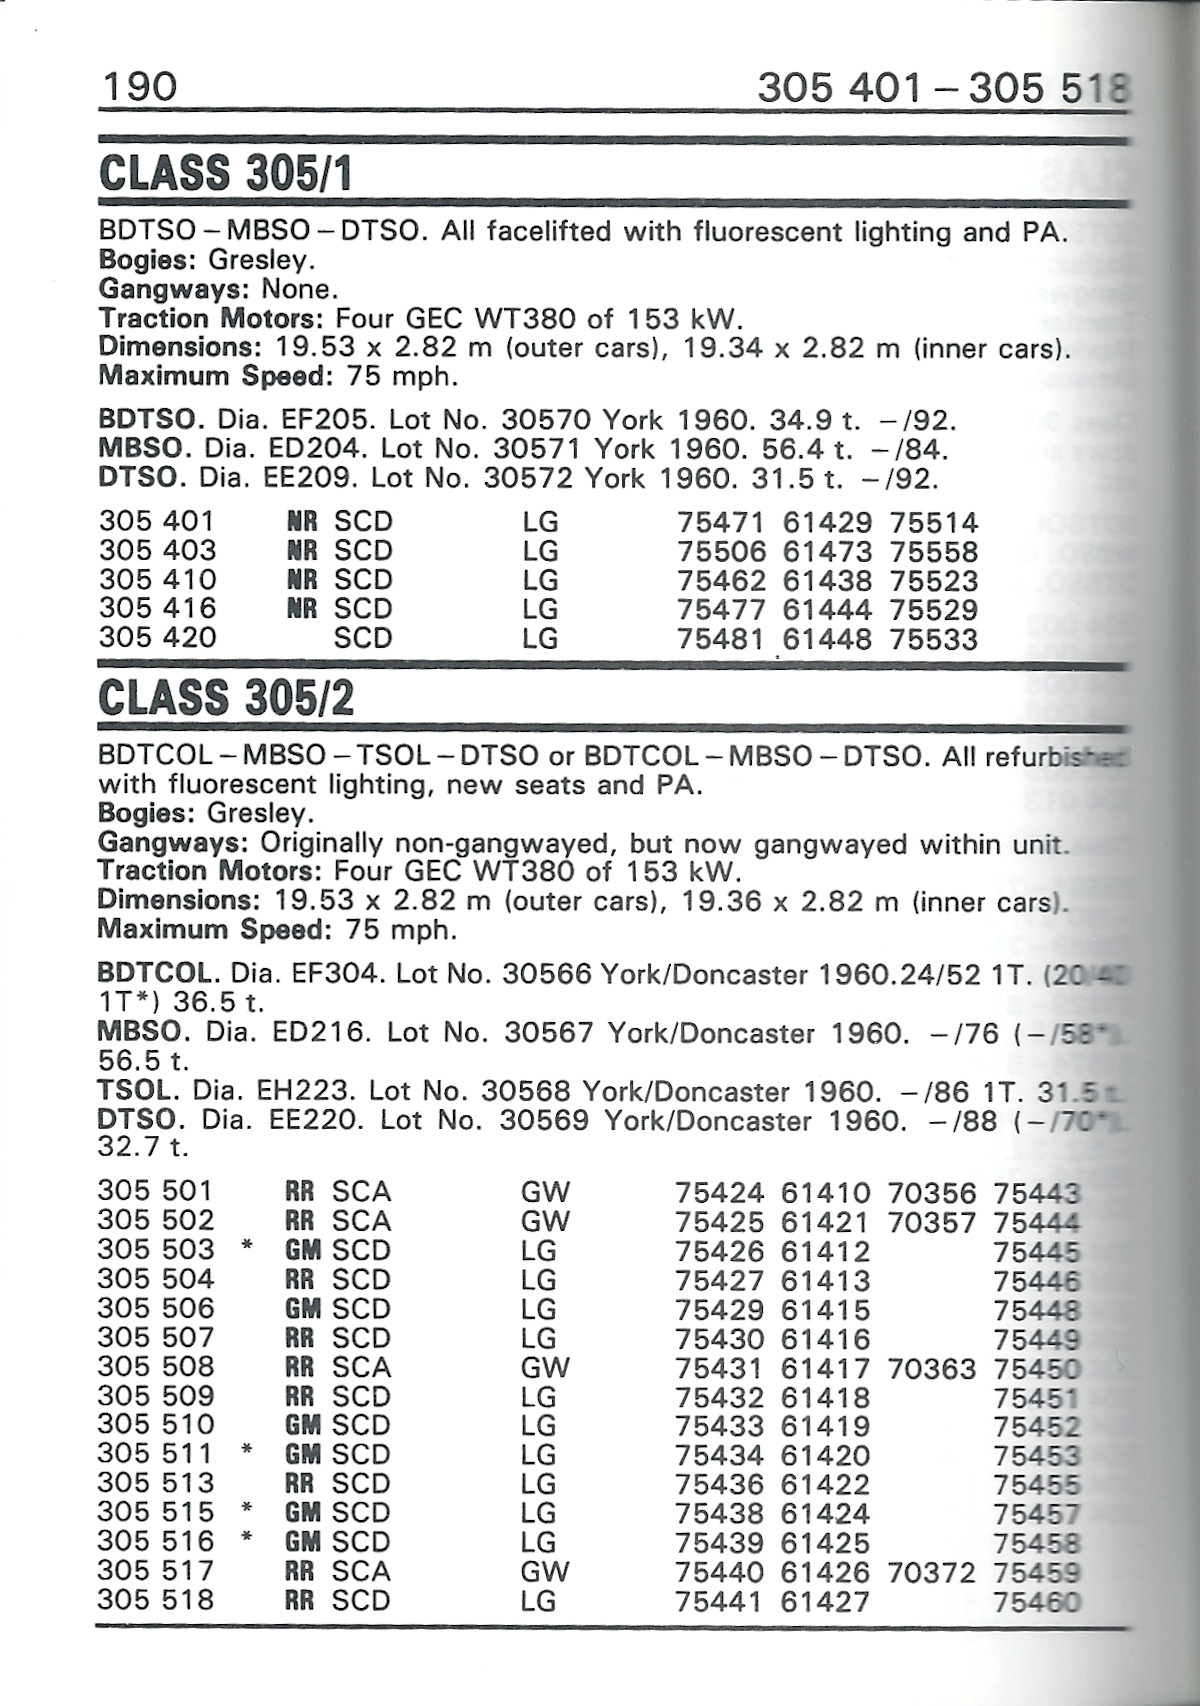 190 305 401 – 305 518
CLASS 305/1
BDTSO – MBSO – DTSO. All facelifted with fluorescent lighting and PA.
Bogies: Gresley.
Gangways: None.
Traction Motors: Four GEC WT380 of 153 kW.
Dimensions: 19.53 x 2.82 m (outer cars), 19.34 x 2.82 m (inner cars).
Maximum Speed: 75 mph.
BDTSO. Dia. EF205. Lot No. 30570 York 1960. 34.9 t. –/92.
MBSO. Dia. ED204. Lot No. 30571 York 1960. 56.4 t. –/84.
DTSO. Dia. EE209. Lot No. 30572 York 1960. 31.5 t. –/92.
305 401 NR SCD LG 75471 61429 75514
305 403 NR SCD LG 75506 61473 75558
305 410 NR SCD LG 75462 61438 75523
305 416 NR SCD LG 75477 61444 75529
305 420 SCD LG 75481 61448 75533
CLASS 305/2
BDTCOL – MBSO – TSOL – DTSO or BDTCOL – MBSO – DTSO. All refurbished
with fluorescent lighting, new seats and PA.
Bogies: Gresley.
Gangways: Originally non-gangwayed, but now gangwayed within unit.
Traction Motors: Four GEC WT380 of 153 kW.
Dimensions: 19.53 x 2.82 m (outer cars), 19.36 x 2.82 m (inner cars).
Maximum Speed: 75 mph.
BDTCOL. Dia. EF304. Lot No. 30566 York/Doncaster 1960.24/52 1T.
1T*) 36.5 t.
MBSO. Dia. ED216. Lot No. 30567 York/Doncaster 1960. –/76 (–/58*).
56.5 t.
TSOL. Dia. EH223. Lot No. 30568 York/Doncaster 1960. –/86 1T. 31.5 t.
DTSO. Dia. EE220. Lot No. 30569 York/Doncaster 1960. –/88 (–/70*).
32.7 t.
305 501 RR SCA GW 75424 61410 70356 75443
305 502 RR SCA GW 75425 61421 70357 75444
305 503 * GM SCD LG 75426 61412 75445
305 504 RR SCD LG 75427 61413 75446
305 506 GM SCD LG 75429 61415 75448
305 507 RR SCD LG 75430 61416 75449
305 508 RR SCA GW 75431 61417 70363 75450
305 509 RR SCD LG 75432 61418 75451
305 510 GM SCD LG 75433 61419 75452
305 511 * GM SCD LG 75434 61420 75453
305 513 RR SCD LG 75436 61422 75455
305 515 * GM SCD LG 75438 61424 75457
305 516 * GM SCD LG 75439 61425 75458
305 517 RR SCA GW 75440 61426 70372 75459
305 518 RR SCD LG 75441 61427 75460